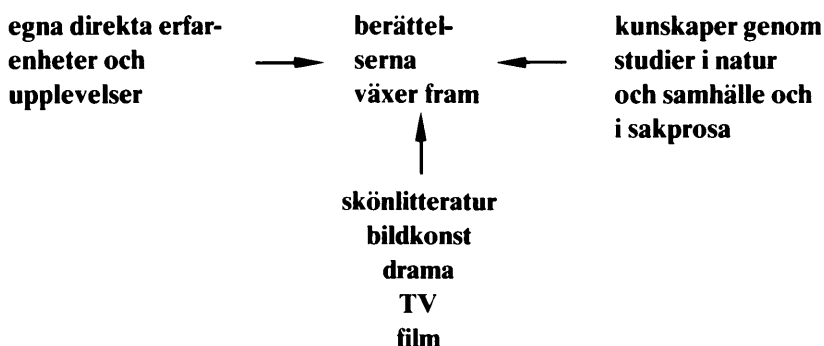 egna direkta erfar-
enheter och
upplevelser
berättel-
serna
växer fram
kunskaper genom
studier i natur
och samhälle och
i sakprosa
skönlitteratur
bildkonst
drama
TV
film